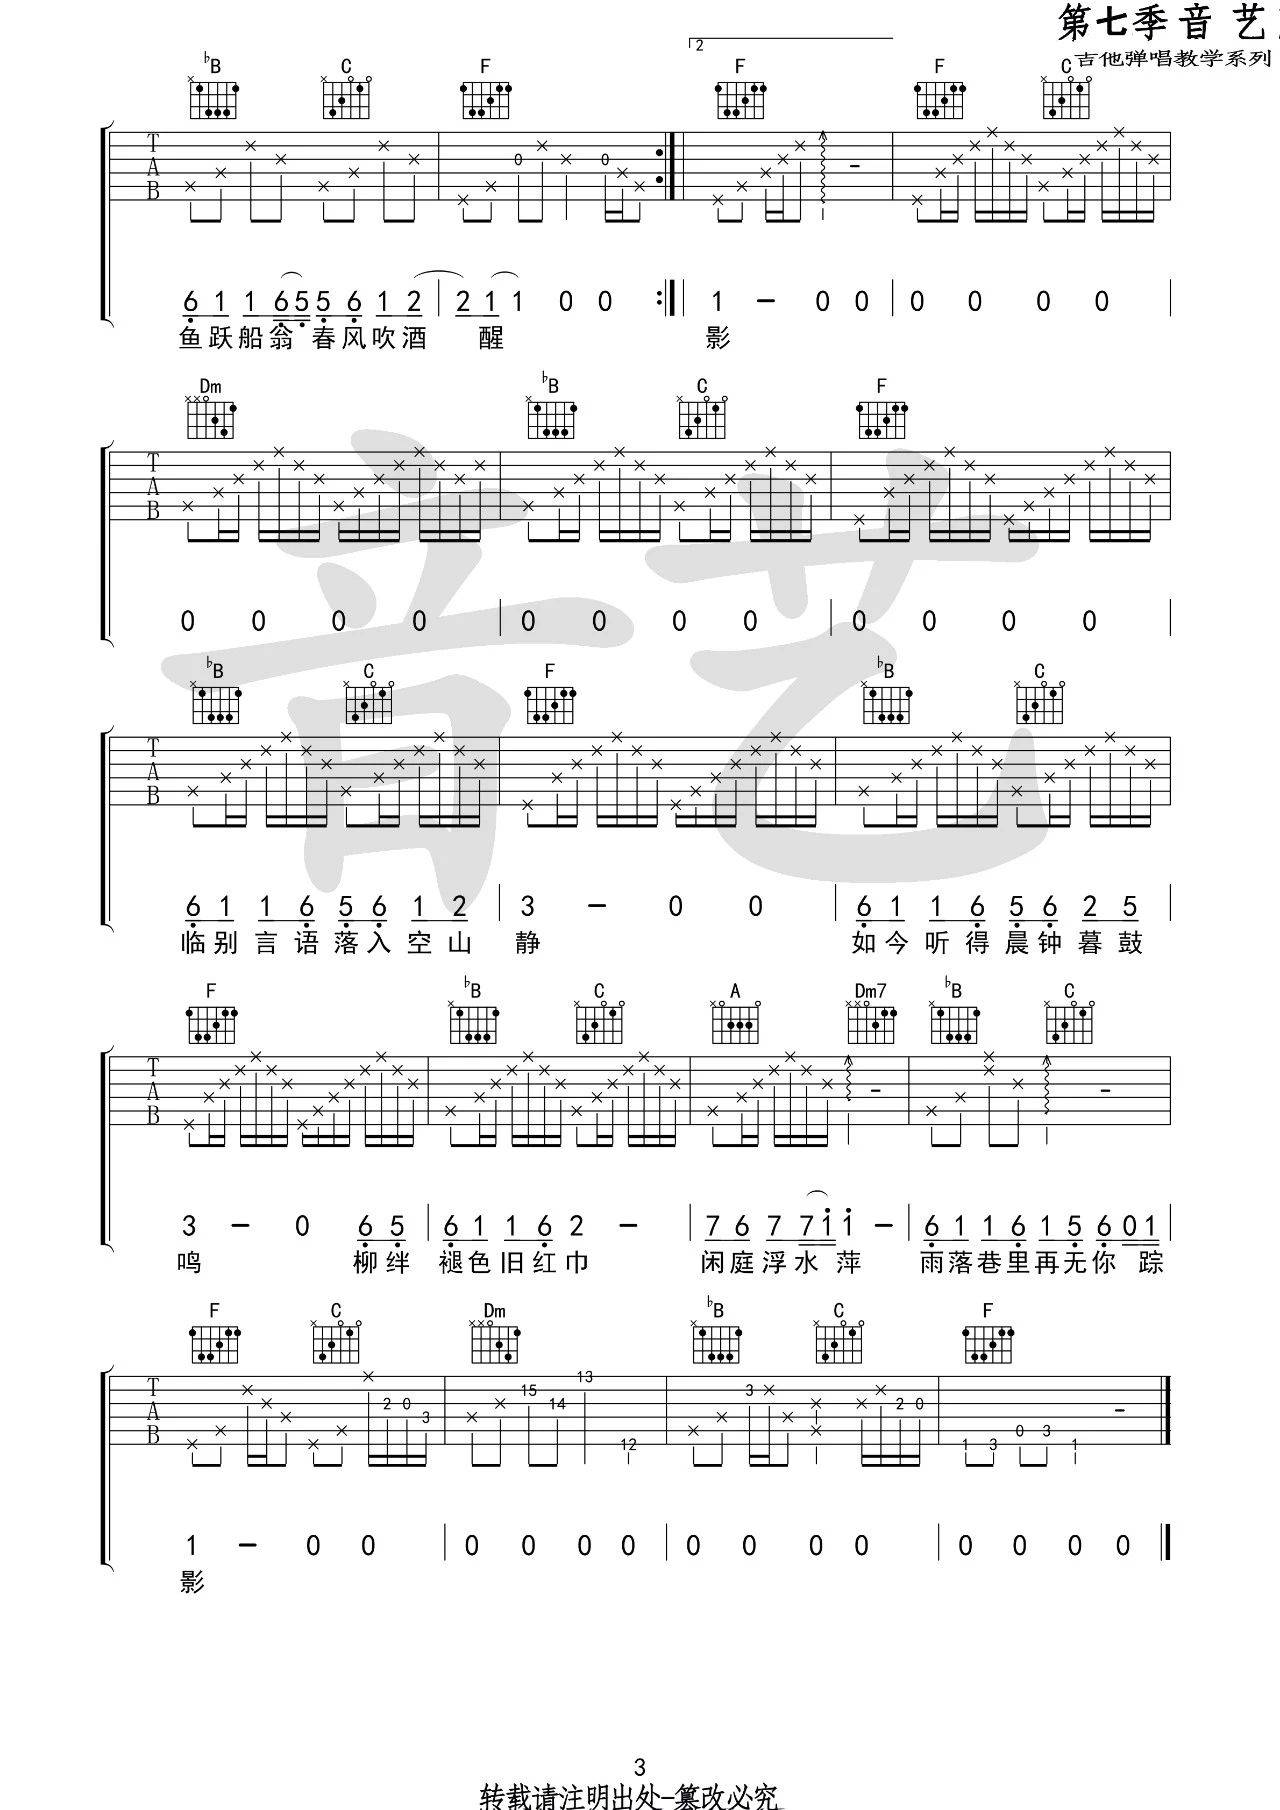 第七季音艺
吉他弹唱教学系列
♭B C F 2 F F C
T A B 0 0
6 1 1 6 5 5 6 1 2 2 1 1 0 0 1 - 0 0 0 0 0 0
鱼跃船翁 春风吹酒 醒 影
Dm ♭B C F
T A B
0 0 0 0 0 0 0 0 0 0 0 0
♭B C F ♭B C
T A B
6 1 1 6 5 6 1 2 3 - 0 0 6 1 1 6 5 6 2 5
临别言语落入空山 静 如今听得晨钟暮鼓
F ♭B C A Dm7 ♭B C
T A B
3 - 0 6 5 6 1 1 6 2 - 7 6 7 7 1 1 - 6 1 1 6 1 5 6 0 1
鸣 柳绊 褪色旧红巾 闲庭浮水萍 雨落巷里再无你 踪
F C Dm ♭B C F
T A B 2 0 3 15 14 13 12 3 2 0 1 3 0 3 1
1 - 0 0 0 0 0 0 0 0 0 0 0 0 0 0
影
音艺
3
转载请注明出处-篡改必究